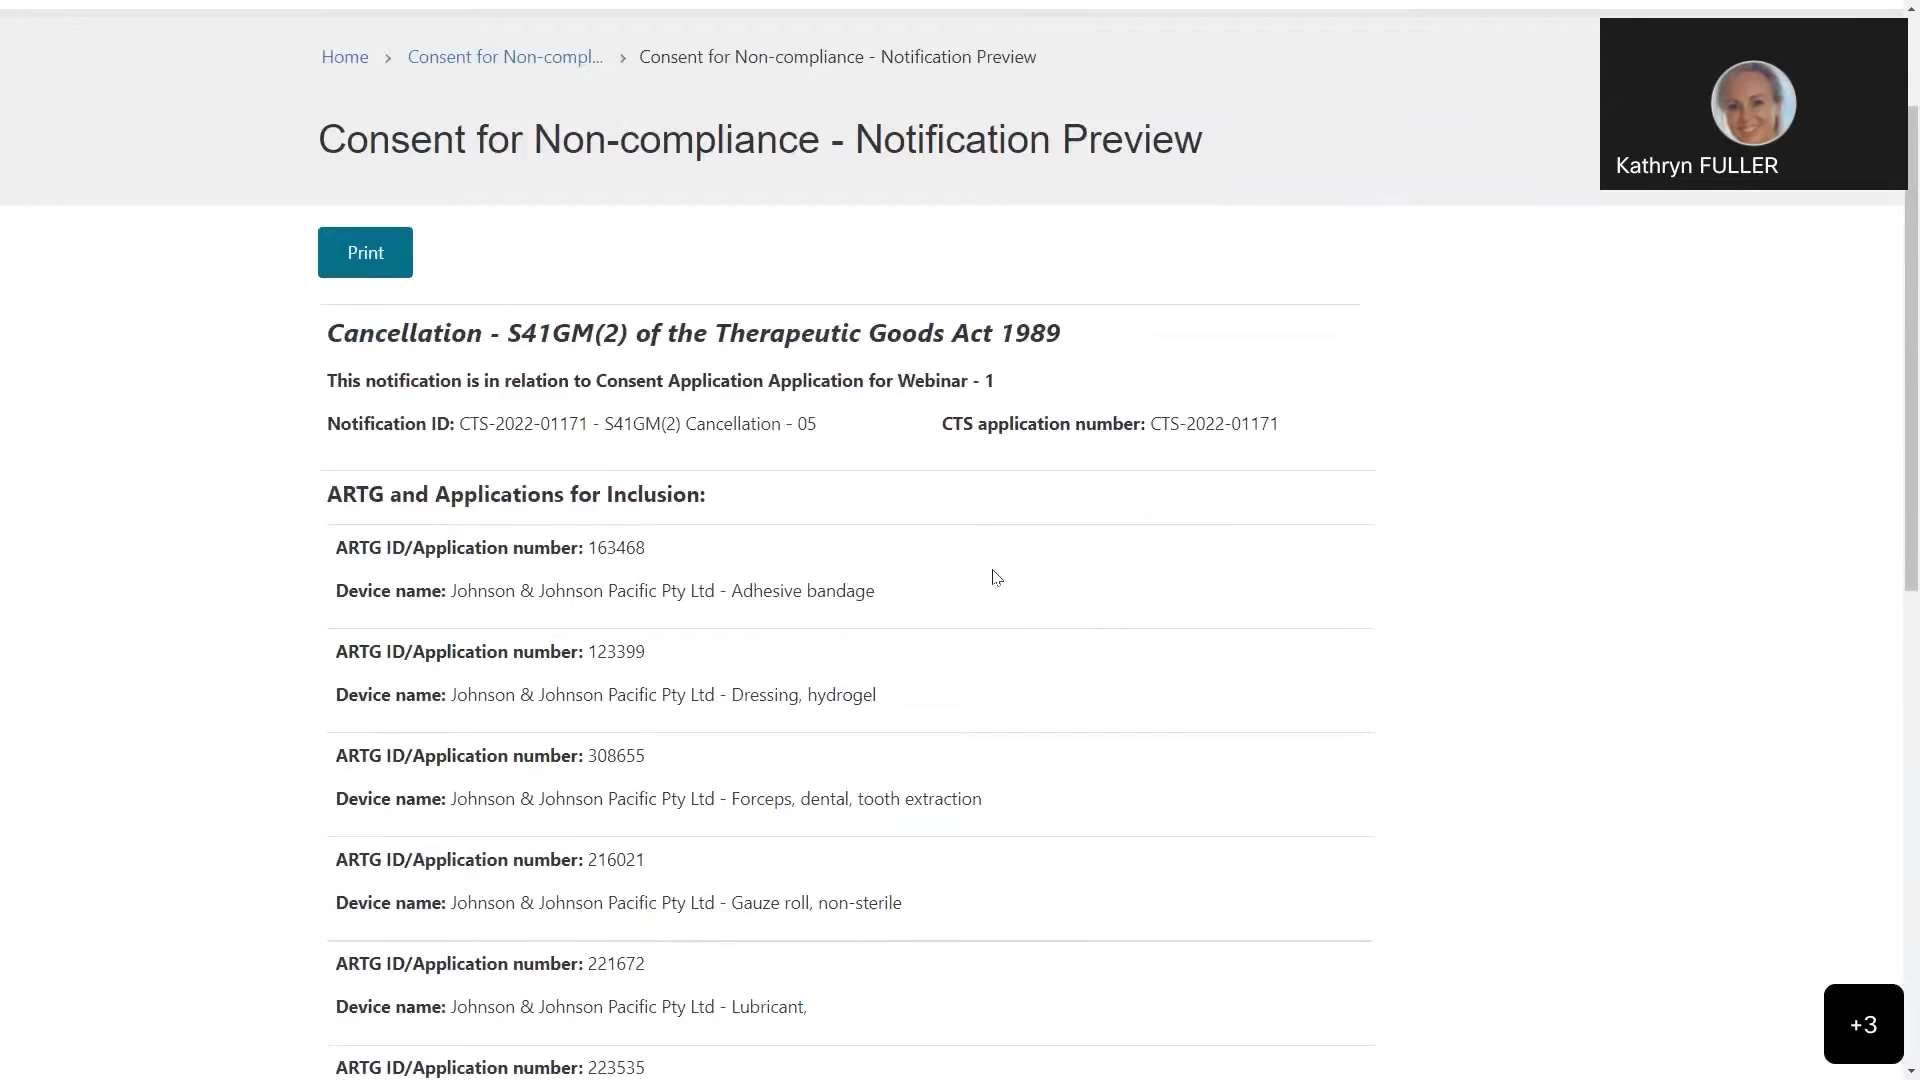 Home > Consent for Non-compl... > Consent for Non-compliance - Notification Preview
Consent for Non-compliance - Notification Preview
Kathryn FULLER
Print
Cancellation - S41GM(2) of the Therapeutic Goods Act 1989
This notification is in relation to Consent Application Application for Webinar - 1
Notification ID: CTS-2022-01171 - S41GM(2) Cancellation - 05 CTS application number: CTS-2022-01171
ARTG and Applications for Inclusion:
ARTG ID/Application number: 163468
Device name: Johnson & Johnson Pacific Pty Ltd - Adhesive bandage
ARTG ID/Application number: 123399
Device name: Johnson & Johnson Pacific Pty Ltd - Dressing, hydrogel
ARTG ID/Application number: 308655
Device name: Johnson & Johnson Pacific Pty Ltd - Forceps, dental, tooth extraction
ARTG ID/Application number: 216021
Device name: Johnson & Johnson Pacific Pty Ltd - Gauze roll, non-sterile
ARTG ID/Application number: 221672
Device name: Johnson & Johnson Pacific Pty Ltd - Lubricant,
ARTG ID/Application number: 223535
+3